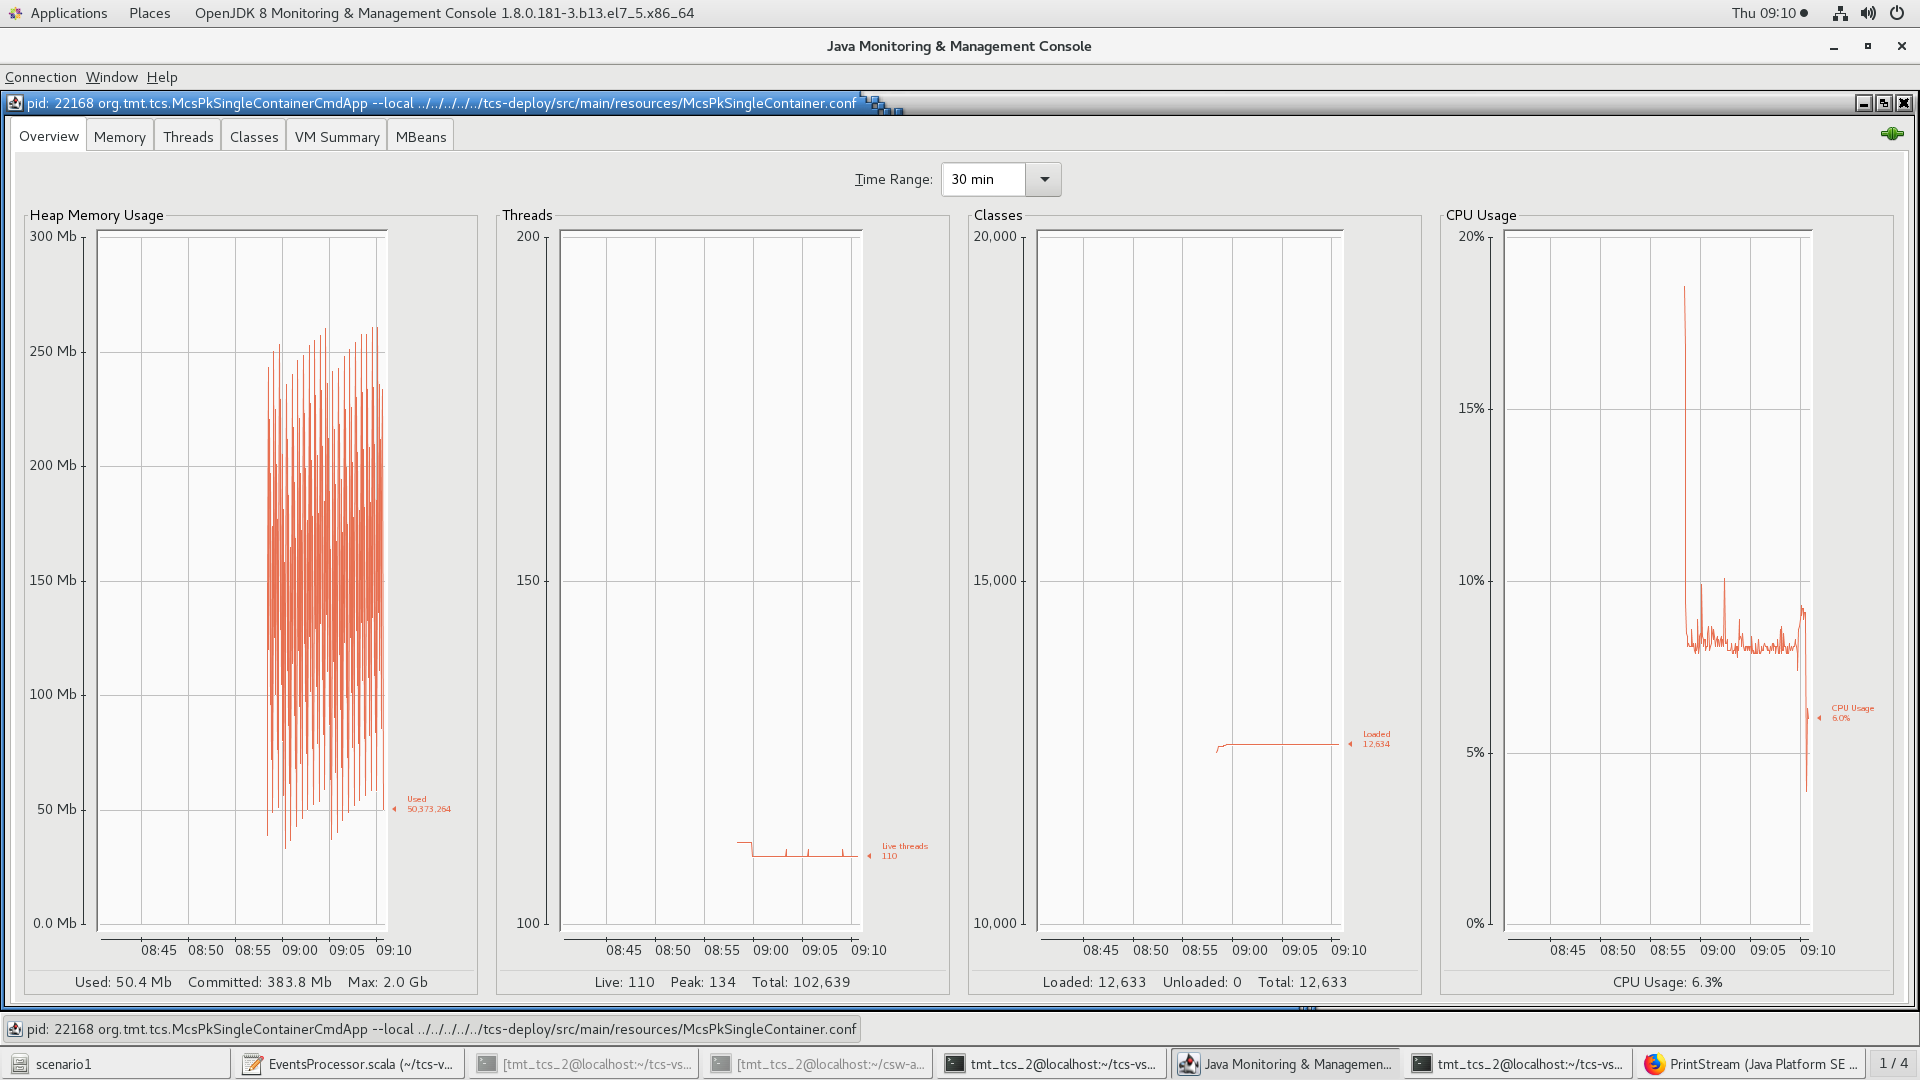 Applications Places OpenJDK 8 Monitoring & Management Console 1.8.0.181-3.b13.el7_5.x86_64 Thu 09:10
Java Monitoring & Management Console
Connection Window Help
pid: 22168 org.tmt.tcs.McsPkSingleContainerCmdApp --local ../../../../../tcs-deploy/src/main/resources/McsPkSingleContainer.conf
Overview Memory Threads Classes VM Summary MBeans
Time Range: 30 min
Heap Memory Usage
300 Mb
250 Mb
200 Mb
150 Mb
100 Mb
50 Mb
0.0 Mb
Used
50,373,264
08:45 08:50 08:55 09:00 09:05 09:10
Used: 50.4 Mb Committed: 383.8 Mb Max: 2.0 Gb
Threads
200
150
100
Live threads
110
08:45 08:50 08:55 09:00 09:05 09:10
Live: 110 Peak: 134 Total: 102,639
Classes
20,000
15,000
10,000
Loaded
12,634
08:45 08:50 08:55 09:00 09:05 09:10
Loaded: 12,633 Unloaded: 0 Total: 12,633
CPU Usage
20%
15%
10%
5%
0%
CPU Usage
6.0%
08:45 08:50 08:55 09:00 09:05 09:10
CPU Usage: 6.3%
pid: 22168 org.tmt.tcs.McsPkSingleContainerCmdApp --local ../../../../../tcs-deploy/src/main/resources/McsPkSingleContainer.conf
scenario1 EventsProcessor.scala (~/tcs-v... [tmt_tcs_2@localhost:~/tcs-vs... [tmt_tcs_2@localhost:~/csw-a... tmt_tcs_2@localhost:~/tcs-vs... Java Monitoring & Managemen... tmt_tcs_2@localhost:~/tcs-vs... PrintStream (Java Platform SE ... 1 / 4